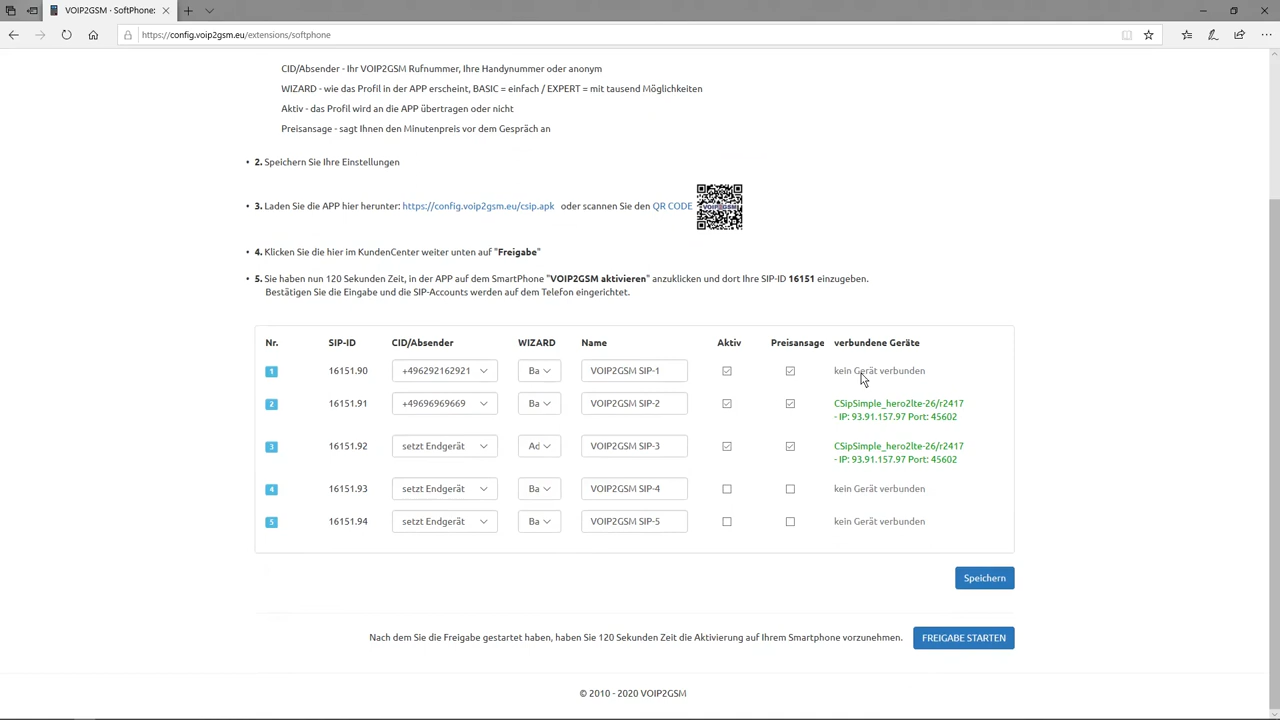 VOIP2GSM - SoftPhone:
https://config.voip2gsm.eu/extensions/softphone
CID/Absender - Ihr VOIP2GSM Rufnummer, Ihre Handynummer oder anonym
WIZARD - wie das Profil in der APP erscheint, BASIC = einfach / EXPERT = mit tausend Möglichkeiten
Aktiv - das Profil wird an die APP übertragen oder nicht
Preisansage - sagt Ihnen den Minutenpreis vor dem Gespräch an
• 2. Speichern Sie Ihre Einstellungen
• 3. Laden Sie die APP hier herunter: https://config.voip2gsm.eu/csip.apk oder scannen Sie den QR CODE
VOIP2GSM
• 4. Klicken Sie die hier im KundenCenter weiter unten auf "Freigabe"
• 5. Sie haben nun 120 Sekunden Zeit, in der APP auf dem SmartPhone "VOIP2GSM aktivieren" anzuklicken und dort Ihre SIP-ID 16151 einzugeben.
Bestätigen Sie die Eingabe und die SIP-Accounts werden auf dem Telefon eingerichtet.
Nr. SIP-ID CID/Absender WIZARD Name Aktiv Preisansage verbundene Geräte
1 16151.90 +496292162921 Ba VOIP2GSM SIP-1 kein Gerät verbunden
2 16151.91 +49696969669 Ba VOIP2GSM SIP-2 CSipSimple_hero2lte-26/r2417
- IP: 93.91.157.97 Port: 45602
3 16151.92 setzt Endgerät Ad VOIP2GSM SIP-3 CSipSimple_hero2lte-26/r2417
- IP: 93.91.157.97 Port: 45602
4 16151.93 setzt Endgerät Ba VOIP2GSM SIP-4 kein Gerät verbunden
5 16151.94 setzt Endgerät Ba VOIP2GSM SIP-5 kein Gerät verbunden
Speichern
Nach dem Sie die Freigabe gestartet haben, haben Sie 120 Sekunden Zeit die Aktivierung auf Ihrem Smartphone vorzunehmen. FREIGABE STARTEN
© 2010 - 2020 VOIP2GSM